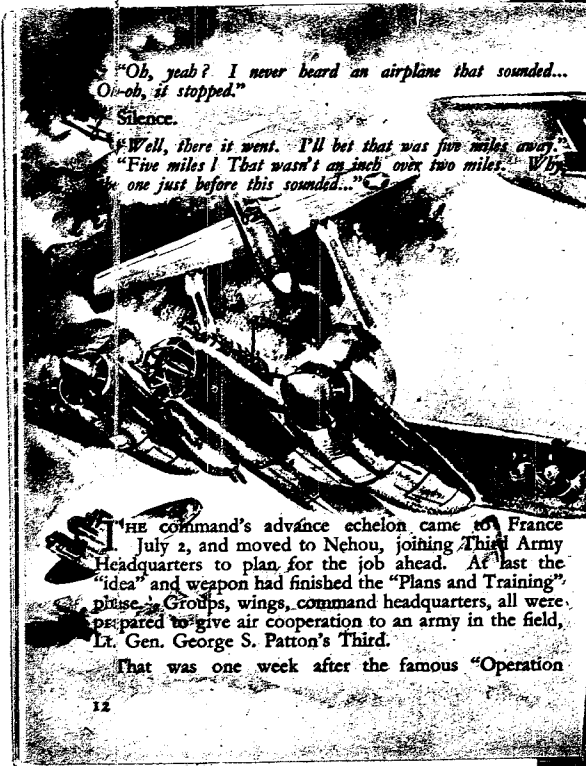 "Oh, yeah? I never heard an airplane that sounded...
Oh-oh, it stopped."
Silence.
"Well, there it went. I'll bet that was five miles away."
"Five miles! That wasn't an inch over two miles. Why,
the one just before this sounded..."
THE command's advance echelon came to France
July 2, and moved to Nehou, joining Third Army
Headquarters to plan for the job ahead. At last the
"idea" and weapon had finished the "Plans and Training"
phase. Groups, wings, command headquarters, all were
prepared to give air cooperation to an army in the field,
Lt. Gen. George S. Patton's Third.
That was one week after the famous "Operation
12